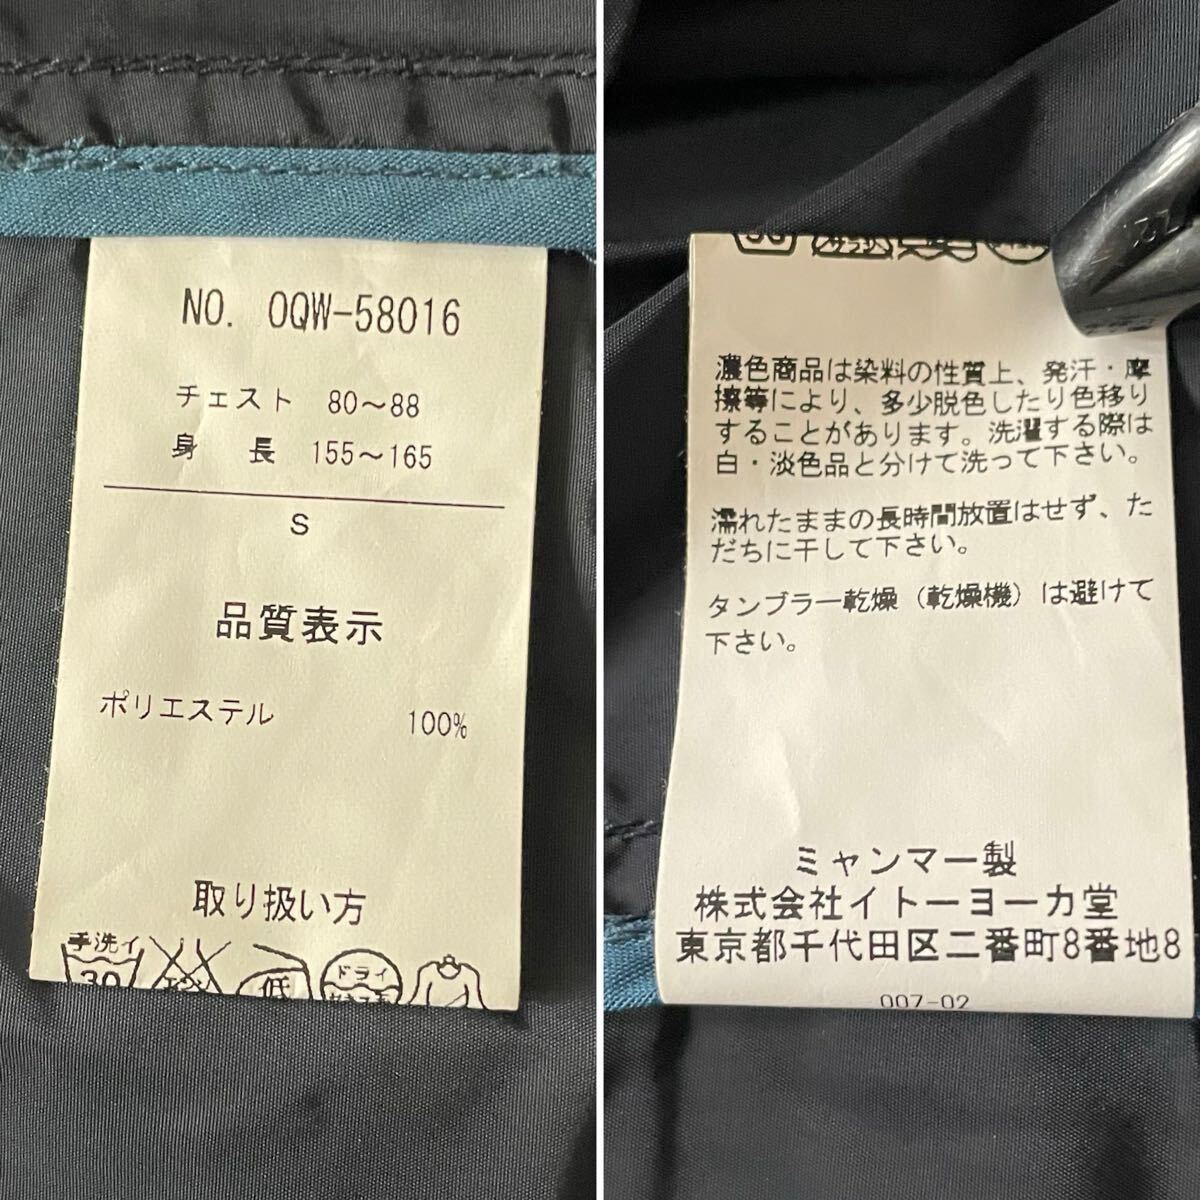 NO. OQW-58016
チェスト 80～88
身 長 155～165
S
品質表示
ポリエステル 100%
取り扱い方
手洗イ
30
低
ドライ
濃色商品は染料の性質上、発汗・摩
擦等により、多少脱色したり色移り
することがあります。洗濯する際は
白・淡色品と分けて洗って下さい。
濡れたままの長時間放置はせず、た
だちに干して下さい。
タンブラー乾燥（乾燥機）は避けて
下さい。
ミャンマー製
株式会社イトーヨーカ堂
東京都千代田区二番町8番地8
007-02